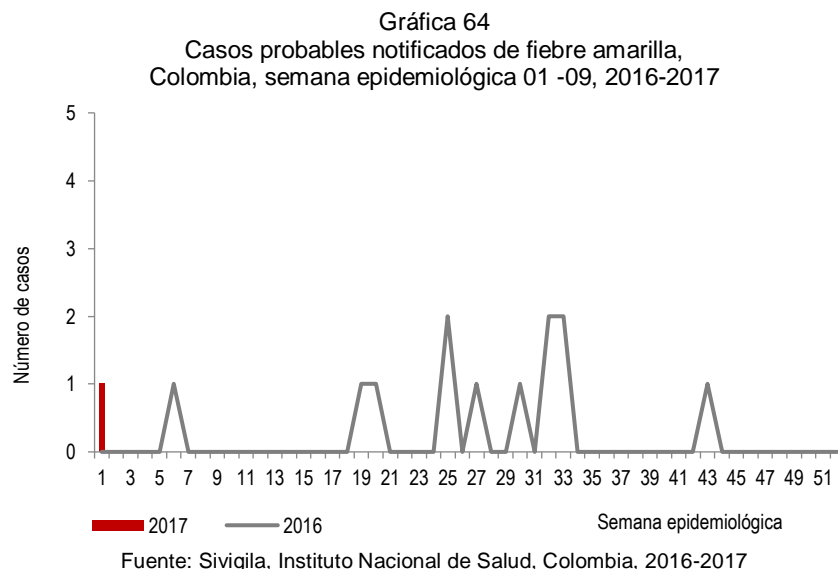 Gráfica 64
Casos probables notificados de fiebre amarilla,
Colombia, semana epidemiológica 01 -09, 2016-2017
5
4
3
2
1
0
Número de casos
1 3 5 7 9 11 13 15 17 19 21 23 25 27 29 31 33 35 37 39 41 43 45 47 49 51
2017 2016 Semana epidemiológica
Fuente: Sivigila, Instituto Nacional de Salud, Colombia, 2016-2017